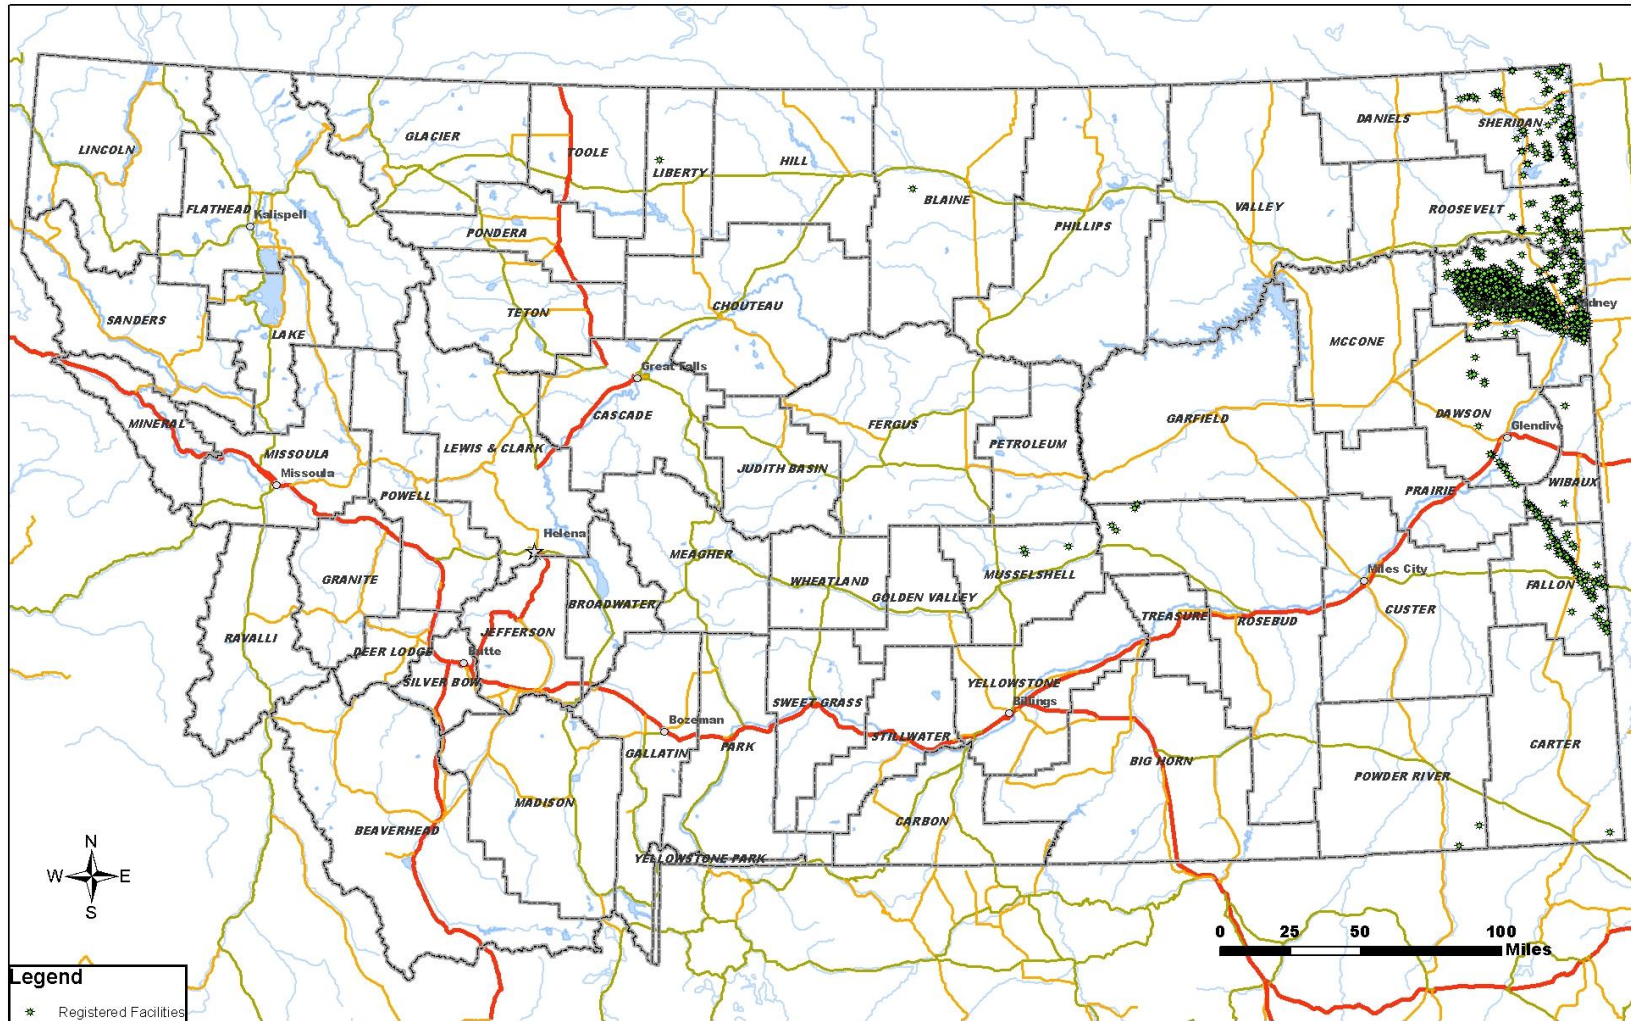 DANIELS
SHERIDAN
GLACIER
LINCOLN
TOOLE
HILL
LIBERTY
BLAINE
FLATHEAD
Kalispell
VALLEY
ROOSEVELT
PONDERA
PHILLIPS
CHOUTEAU
TETON
SANDERS
LAKE
MCCONE
Great Falls
CASCADE
MINERAL
FERGUS
GARFIELD
DAWSON
Glendive
LEWIS & CLARK
PETROLEUM
MISSOULA
Missoula
JUDITH BASIN
POWELL
PRAIRIE
WIBAUX
Helena
MEAGHER
GRANITE
WHEATLAND
MUSSELSHELL
Miles City
FALLON
GOLDEN VALLEY
BROADWATER
CUSTER
TREASURE
ROSEBUD
RAVALLI
JEFFERSON
DEER LODGE
Butte
SILVER BOW
YELLOWSTONE
SWEET GRASS
Billings
Bozeman
STILLWATER
GALLATIN
PARK
CARTER
BIG HORN
POWDER RIVER
MADISON
BEAVERHEAD
CARBON
YELLOWSTONE PARK
N
W E
S
0 25 50 100
Miles
Legend
Registered Facilities